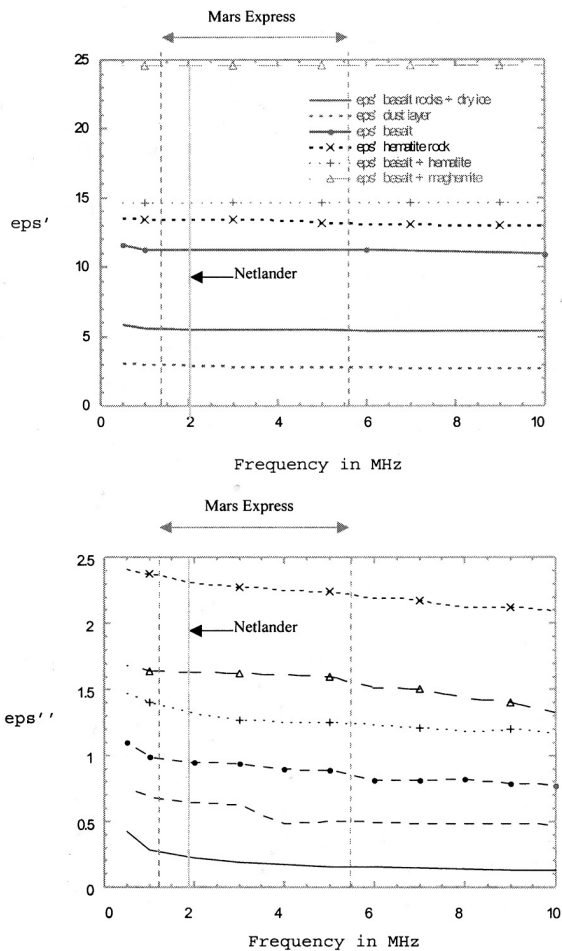 Mars Express
25
20
15
10
5
0
eps'
eps' basalt rocks + dry ice
eps' dust layer
eps' basalt
eps' hematite rock
eps' basalt + hematite
eps' basalt + maghemite
Netlander
0 2 4 6 8 10
Frequency in MHz
Mars Express
2.5
2
1.5
1
0.5
0
eps''
Netlander
0 2 4 6 8 10
Frequency in MHz